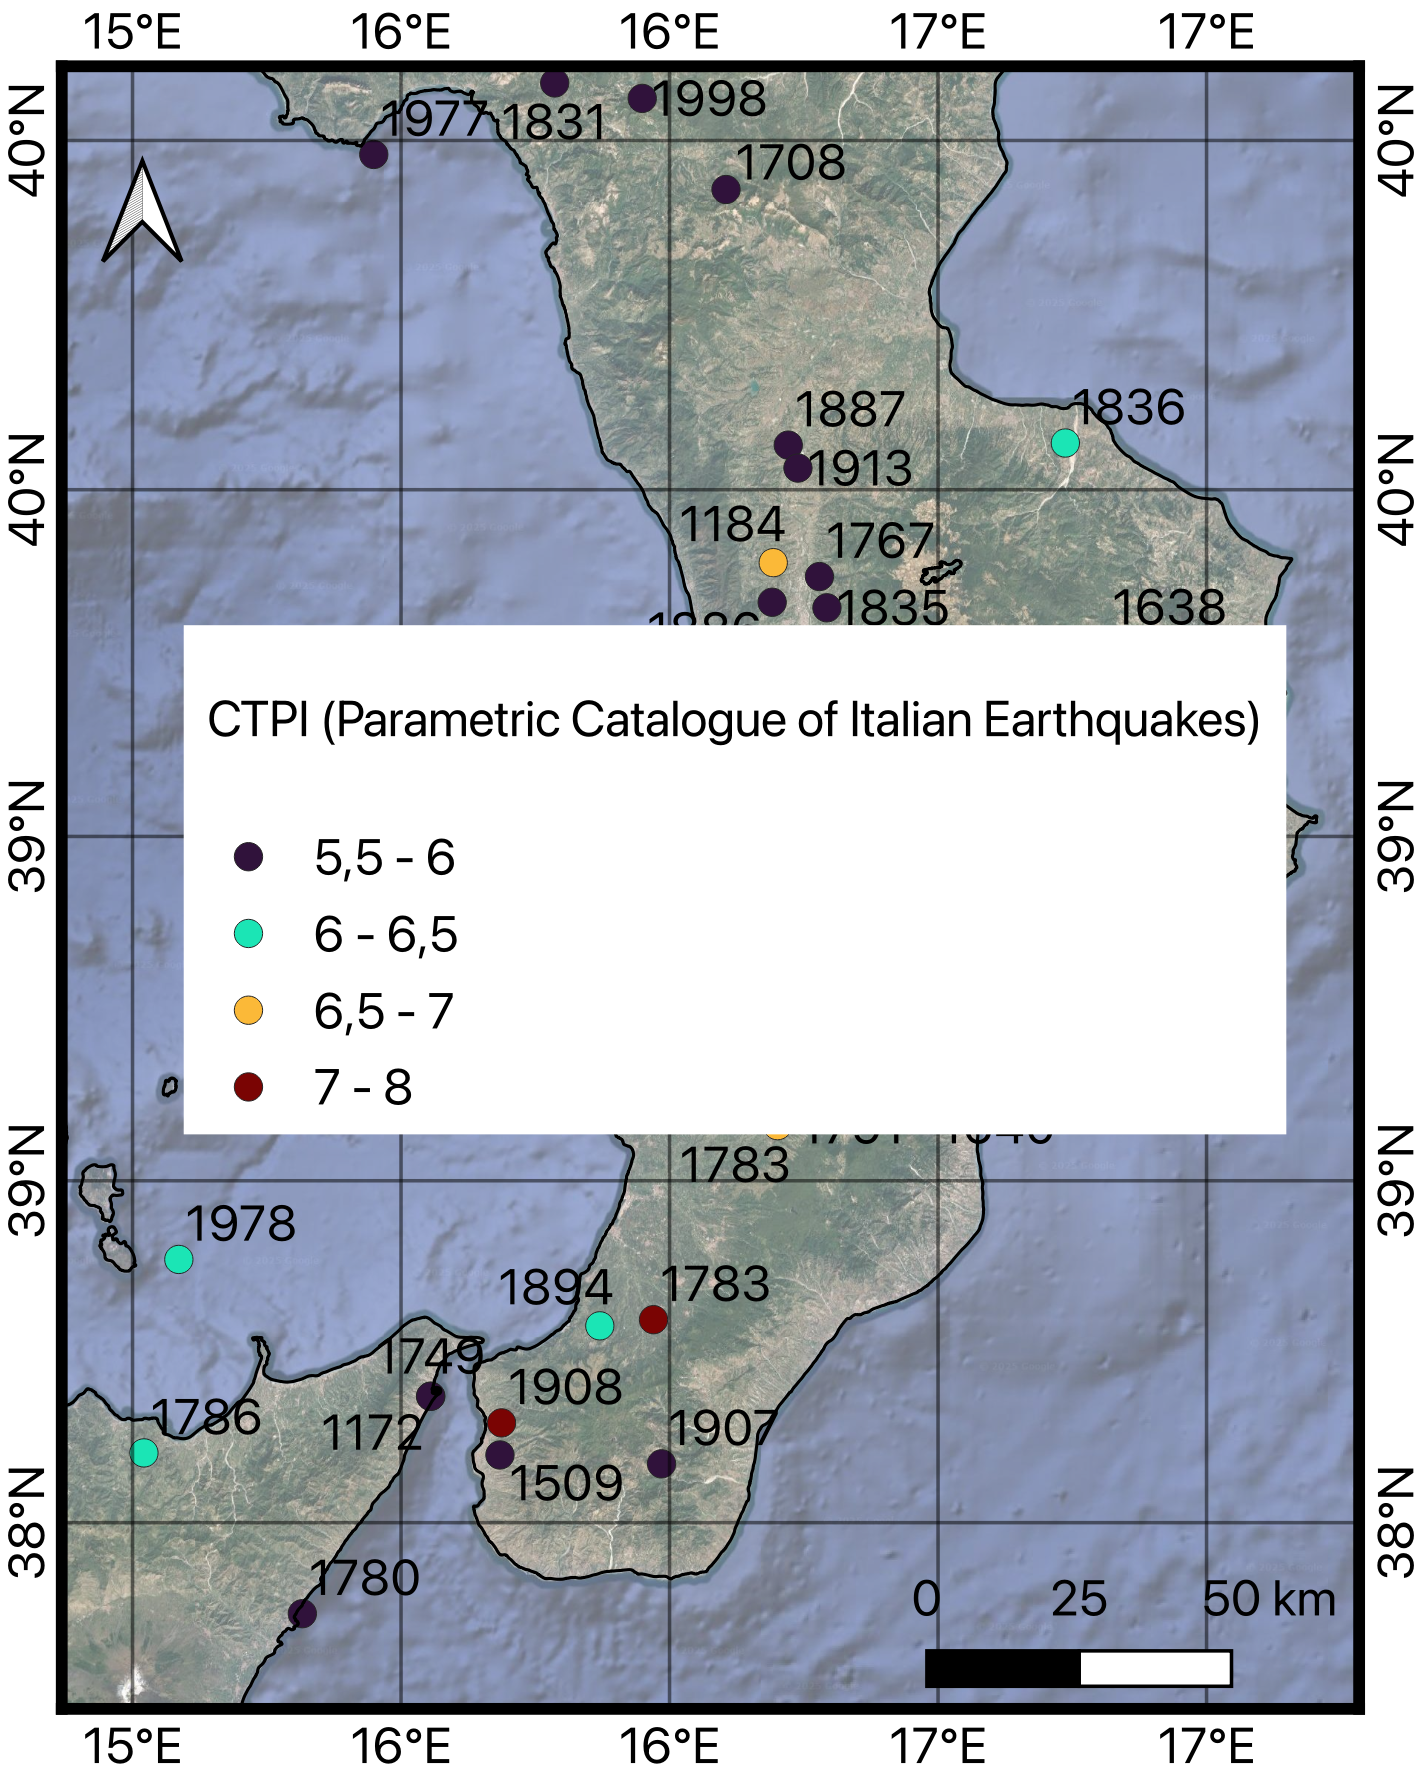 15°E 16°E 16°E 17°E 17°E
40°N 40°N
1977 1831 1998
1708
1887 1836
1913
40°N 40°N
1184 1767
1835 1638
CTPI (Parametric Catalogue of Italian Earthquakes)
39°N 39°N
5,5 - 6
6 - 6,5
6,5 - 7
7 - 8
1783
39°N 39°N
1978
1894 1783
1749
1908
1786 1172 1907
1509
38°N 38°N
1780
0 25 50 km
15°E 16°E 16°E 17°E 17°E